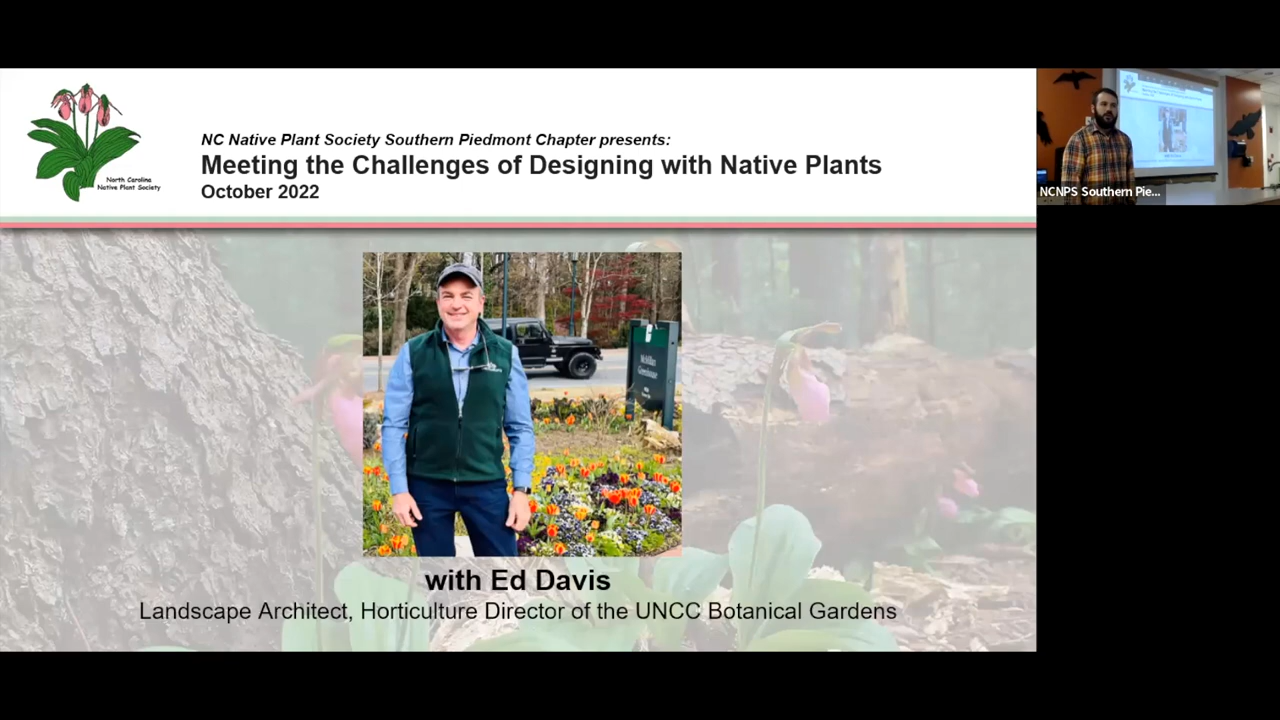 NC Native Plant Society Southern Piedmont Chapter presents:
Meeting the Challenges of Designing with Native Plants
October 2022
North Carolina
Native Plant Society
NCNPS Southern Pie...
McMillan
Greenhouse
with Ed Davis
Landscape Architect, Horticulture Director of the UNCC Botanical Gardens